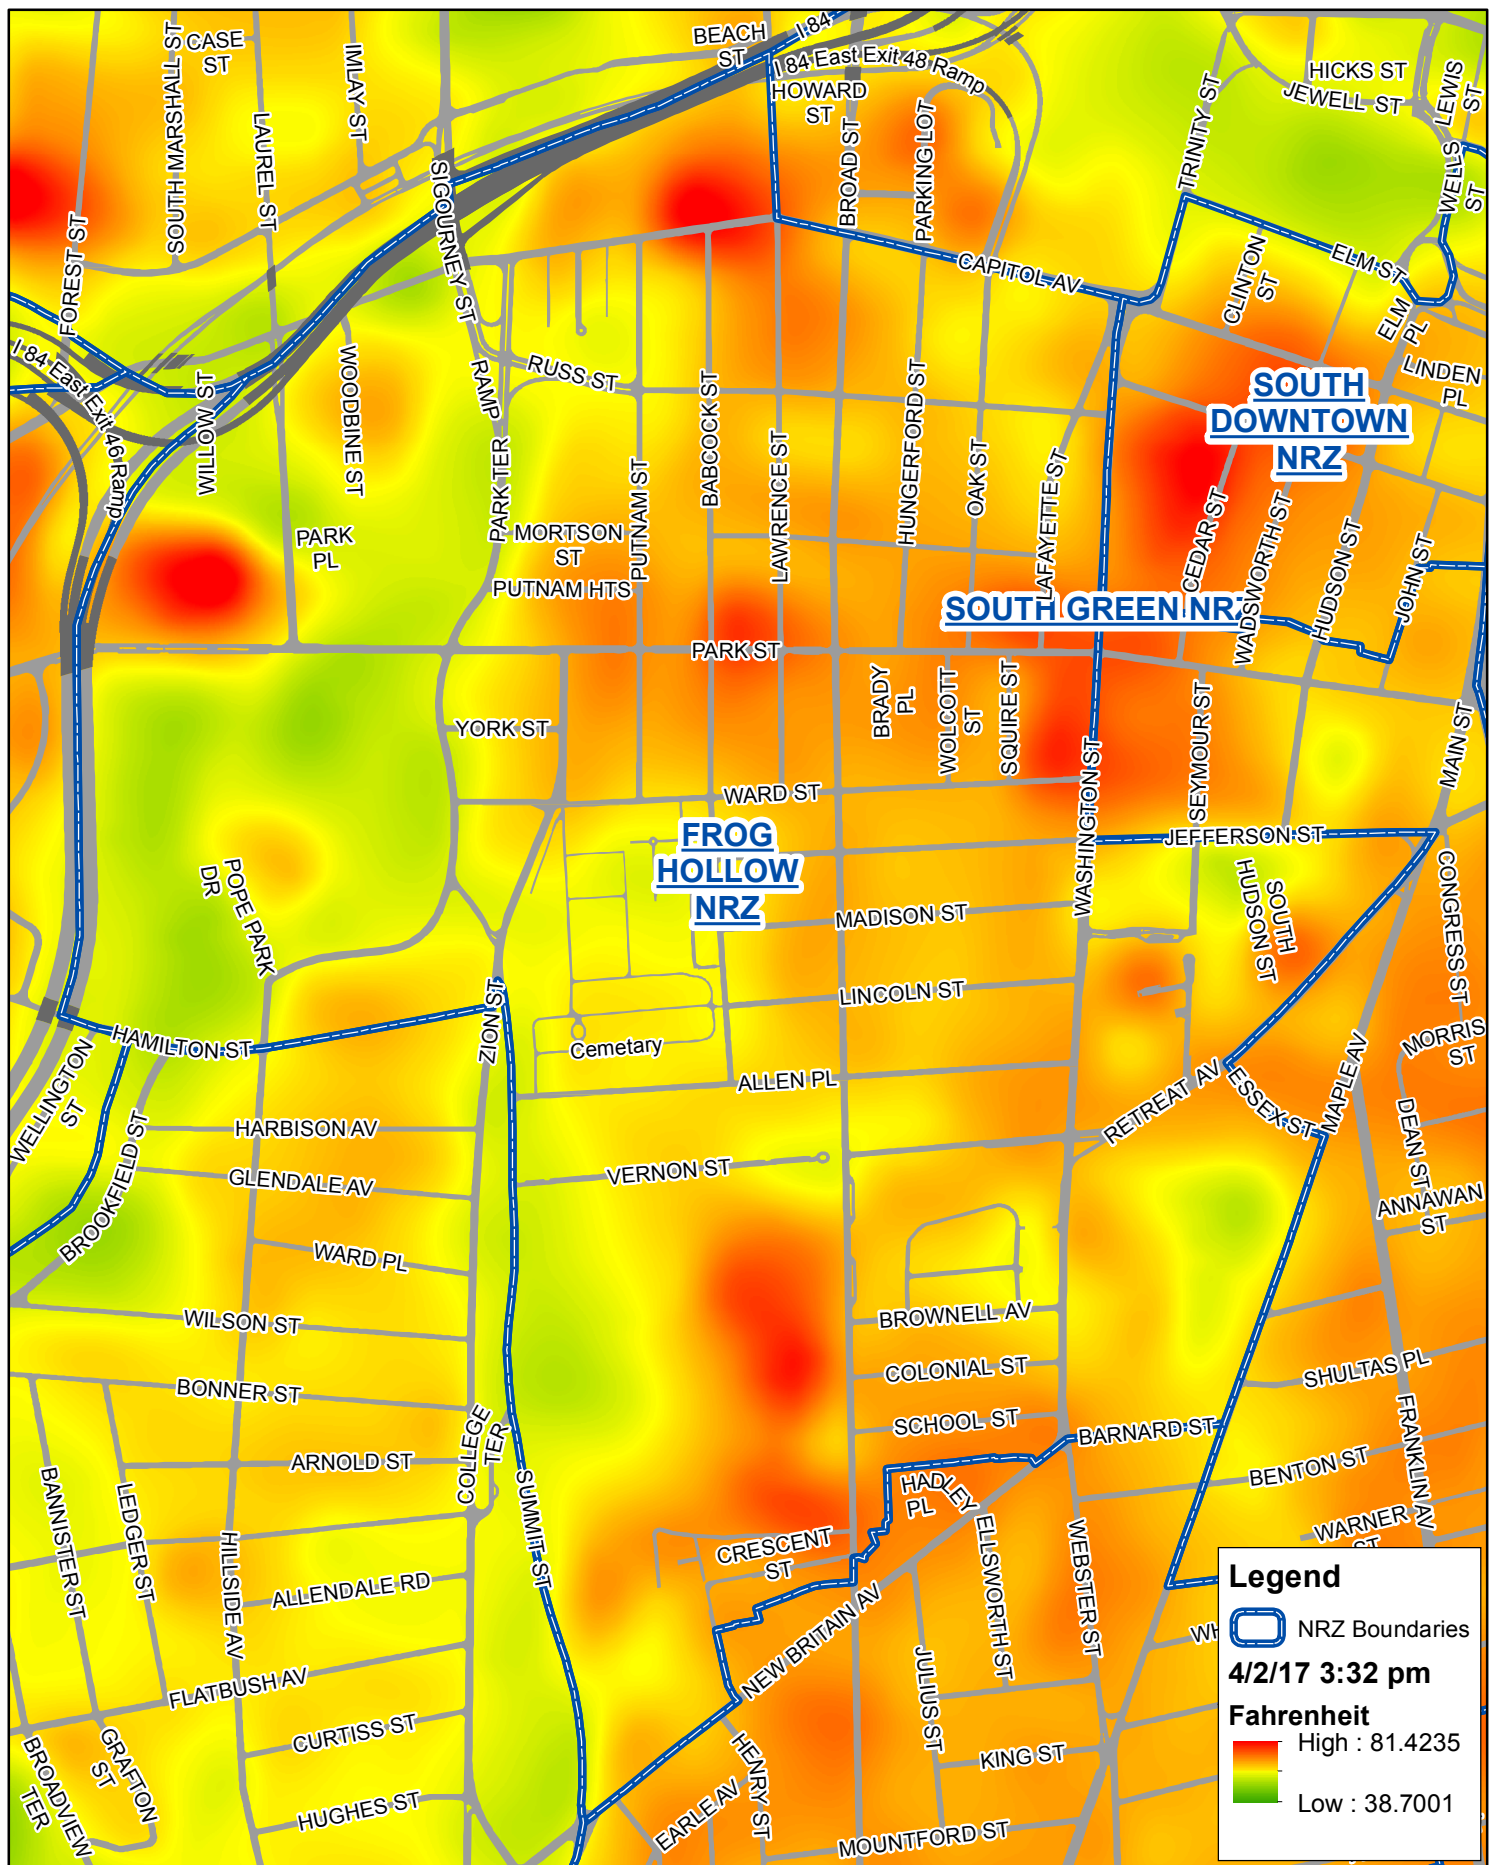 BEACH
ST
I 84
CASE
ST
SOUTH MARSHALL ST
IMLAY ST
LAUREL ST
I 84 East Exit 48 Ramp
HOWARD
ST
BROAD ST
PARKING LOT
TRINITY ST
HICKS ST
JEWELL ST
LEWIS
ST
WELLS
ST
FOREST ST
SIGOURNEY ST
CAPITOL AV
CLINTON
ST
ELM ST
ELM
PL
LINDEN
PL
I 84 East Exit 46 Ramp
WILLOW ST
WOODBINE ST
RAMP
RUSS ST
PARK TER
PUTNAM ST
BABCOCK ST
LAWRENCE ST
HUNGERFORD ST
OAK ST
LAFAYETTE ST
SOUTH
DOWNTOWN
NRZ
CEDAR ST
WADSWORTH ST
HUDSON ST
JOHN ST
PARK
PL
MORTSON
ST
PUTNAM HTS
SOUTH GREEN NRZ
PARK ST
BRADY
PL
WOLCOTT
ST
SQUIRE ST
WASHINGTON ST
SEYMOUR ST
MAIN ST
YORK ST
WARD ST
FROG
HOLLOW
NRZ
JEFFERSON ST
SOUTH
HUDSON ST
CONGRESS ST
POPE PARK
DR
MADISON ST
LINCOLN ST
ZION ST
Cemetary
HAMILTON ST
WELLINGTON
ST
ALLEN PL
RETREAT AV
ESSEX ST
MAPLE AV
MORRIS
ST
DEAN ST
ANNAWAN
ST
BROOKFIELD ST
HARBISON AV
GLENDALE AV
VERNON ST
WARD PL
WILSON ST
BROWNELL AV
BONNER ST
COLONIAL ST
SCHOOL ST
BARNARD ST
SHULTAS PL
FRANKLIN AV
BENTON ST
COLLEGE
TER
ARNOLD ST
SUMMIT ST
BANNISTER ST
LEDGER ST
HILLSIDE AV
HADLEY
PL
ELLSWORTH ST
WEBSTER ST
WARNER
ST
CRESCENT
ST
ALLENDALE RD
NEW BRITAIN AV
JULIUS ST
WH
FLATBUSH AV
CURTISS ST
GRAFTON
ST
BROADVIEW
TER
HUGHES ST
HENRY ST
EARLE AV
KING ST
MOUNTFORD ST
Legend
NRZ Boundaries
4/2/17 3:32 pm
Fahrenheit
High : 81.4235
Low : 38.7001